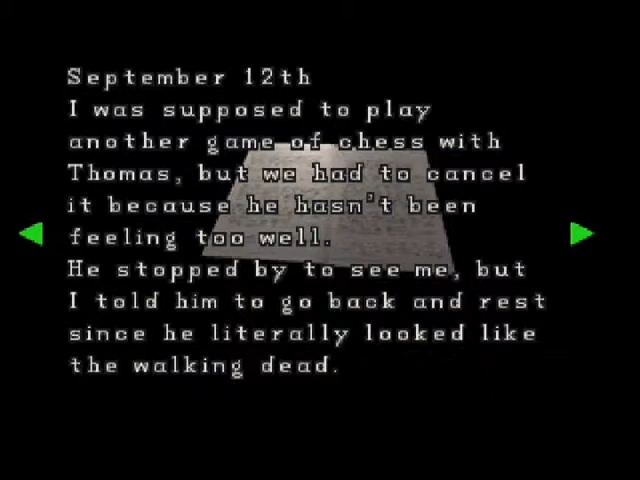 September 12th
I was supposed to play
another game of chess with
Thomas, but we had to cancel
it because he hasn't been
feeling too well.
He stopped by to see me, but
I told him to go back and rest
since he literally looked like
the walking dead.